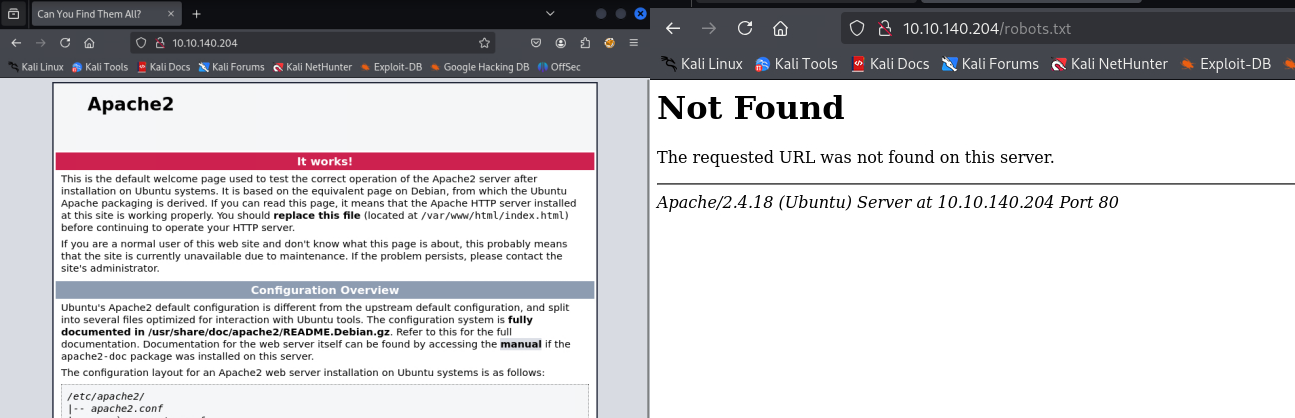 Can You Find Them All?
10.10.140.204
Kali Linux Kali Tools Kali Docs Kali Forums Kali NetHunter Exploit-DB Google Hacking DB OffSec
Apache2
It works!
This is the default welcome page used to test the correct operation of the Apache2 server after
installation on Ubuntu systems. It is based on the equivalent page on Debian, from which the Ubuntu
Apache packaging is derived. If you can read this page, it means that the Apache HTTP server installed
at this site is working properly. You should replace this file (located at /var/www/html/index.html)
before continuing to operate your HTTP server.
If you are a normal user of this web site and don't know what this page is about, this probably means
that the site is currently unavailable due to maintenance. If the problem persists, please contact the
site's administrator.
Configuration Overview
Ubuntu's Apache2 default configuration is different from the upstream default configuration, and split
into several files optimized for interaction with Ubuntu tools. The configuration system is fully
documented in /usr/share/doc/apache2/README.Debian.gz. Refer to this for the full
documentation. Documentation for the web server itself can be found by accessing the manual if the
apache2-doc package was installed on this server.
The configuration layout for an Apache2 web server installation on Ubuntu systems is as follows:
/etc/apache2/
|-- apache2.conf
10.10.140.204/robots.txt
Kali Linux Kali Tools Kali Docs Kali Forums Kali NetHunter Exploit-DB
Not Found
The requested URL was not found on this server.
Apache/2.4.18 (Ubuntu) Server at 10.10.140.204 Port 80